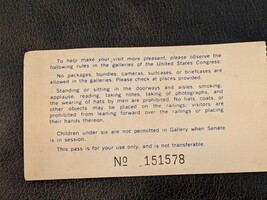 To help make your visit more pleasant, please observe the
following rules in the galleries of the United States Congress:
No packages, bundles, cameras, suitcases, or briefcases are
allowed in the galleries. Please check at places provided.
Standing or sitting in the doorways and aisles, smoking,
applause, reading, taking notes, taking of photographs, and
the wearing of hats by men are prohibited. No hats, coats, or
other objects may be placed on the railings, visitors are
prohibited from leaning forward over the railings or placing
their hands thereon.
Children under six are not permitted in Gallery when Senate
is in session.
This pass is for your use only, and is not transferable.
No 151578